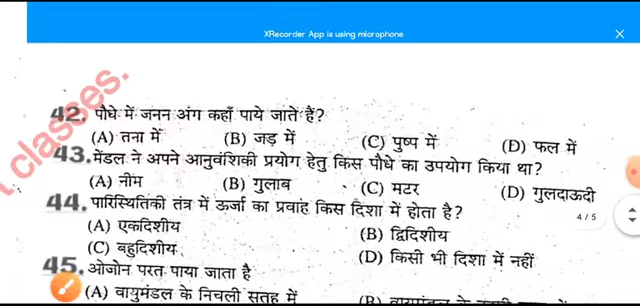 XRecorder App is using microphone
classes.
42. पौधे में जनन अंग कहाँ पाये जाते हैं?
(A) तना में (B) जड़ में (C) पुष्प में (D) फल में
43. मेंडल ने अपने आनुवंशिकी प्रयोग हेतु किस पौधे का उपयोग किया था?
(A) नीम (B) गुलाब (C) मटर (D) गुलदाऊदी
44. पारिस्थितिकी तंत्र में ऊर्जा का प्रवाह किस दिशा में होता है?
(A) एकदिशीय (B) द्विदिशीय
(C) बहुदिशीय (D) किसी भी दिशा में नहीं
4 / 5
45. ओजोन परत पाया जाता है
(A) वायुमंडल के निचली सतह में (B) वायुमंडल के